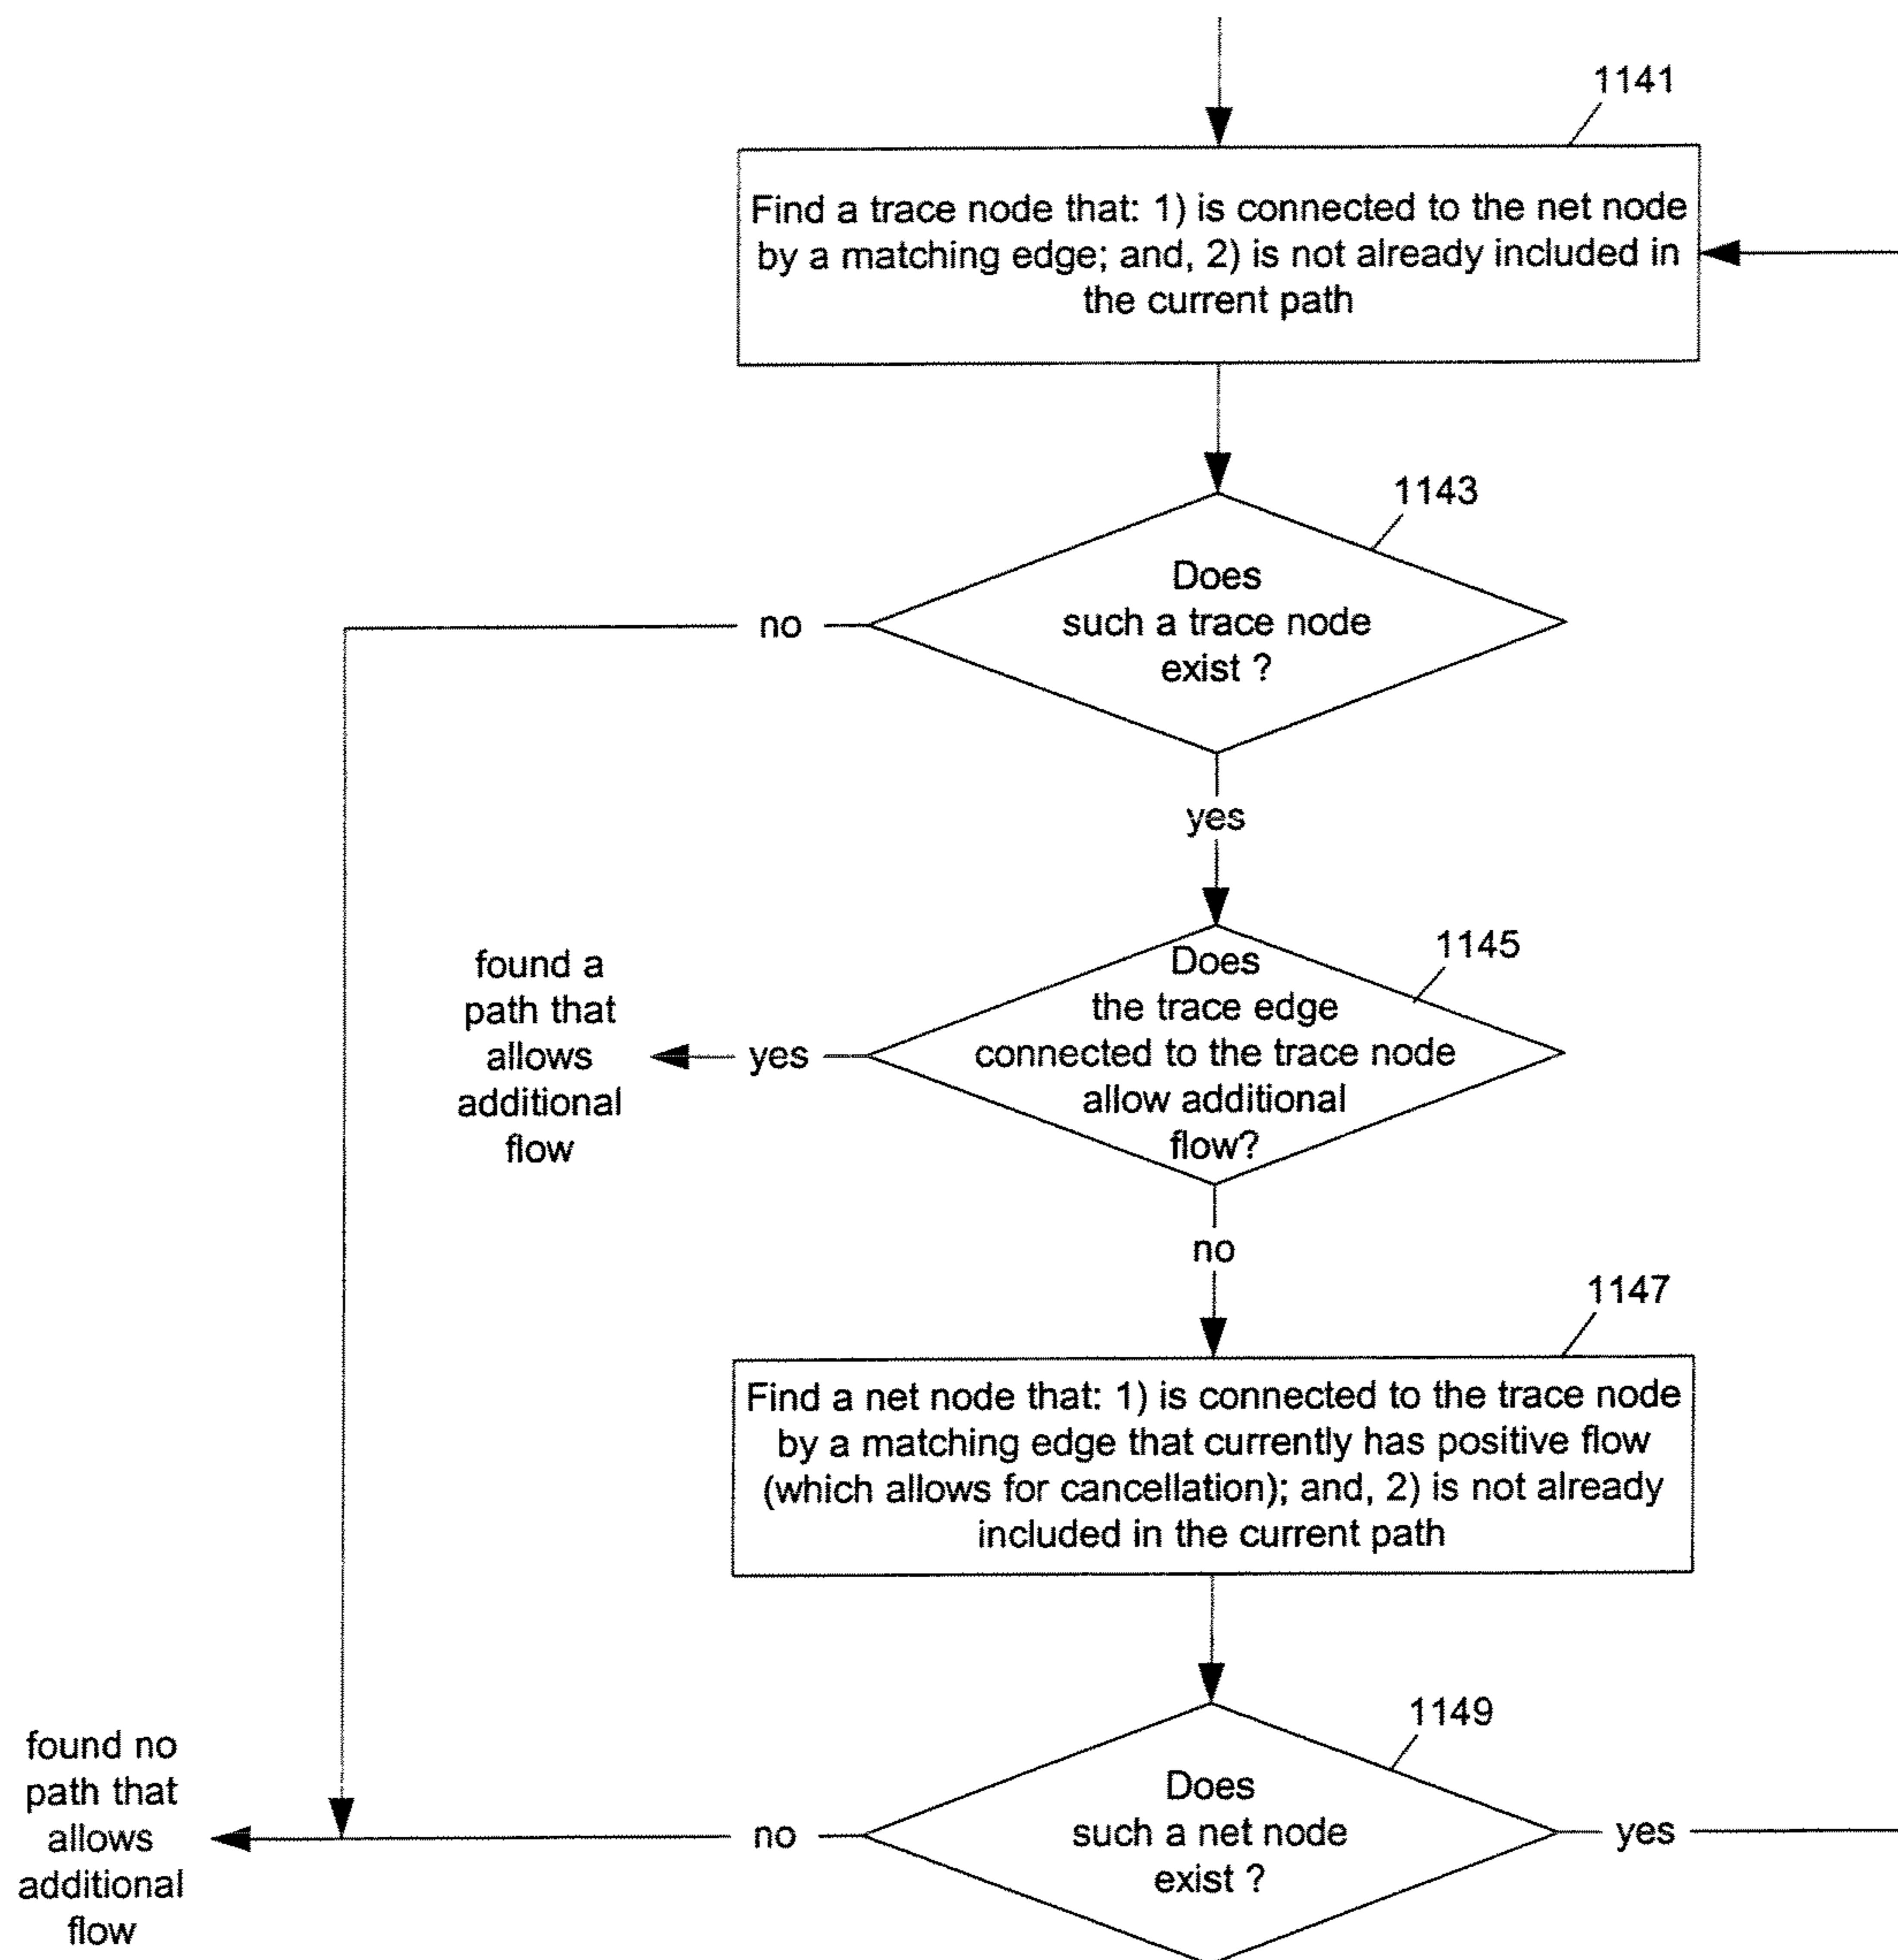 1141
Find a trace node that: 1) is connected to the net node
by a matching edge; and, 2) is not already included in
the current path
1143
Does
such a trace node
exist ?
no
yes
1145
Does
the trace edge
connected to the trace node
allow additional
flow?
yes
found a
path that
allows
additional
flow
no
1147
Find a net node that: 1) is connected to the trace node
by a matching edge that currently has positive flow
(which allows for cancellation); and, 2) is not already
included in the current path
1149
Does
such a net node
exist ?
no
yes
found no
path that
allows
additional
flow